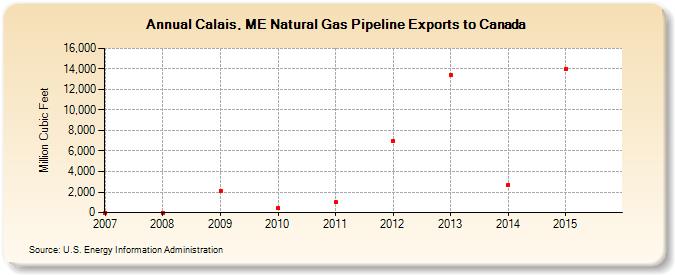 Annual Calais, ME Natural Gas Pipeline Exports to Canada
Million Cubic Feet
16,000
14,000
12,000
10,000
8,000
6,000
4,000
2,000
0
2007 2008 2009 2010 2011 2012 2013 2014 2015
Source: U.S. Energy Information Administration